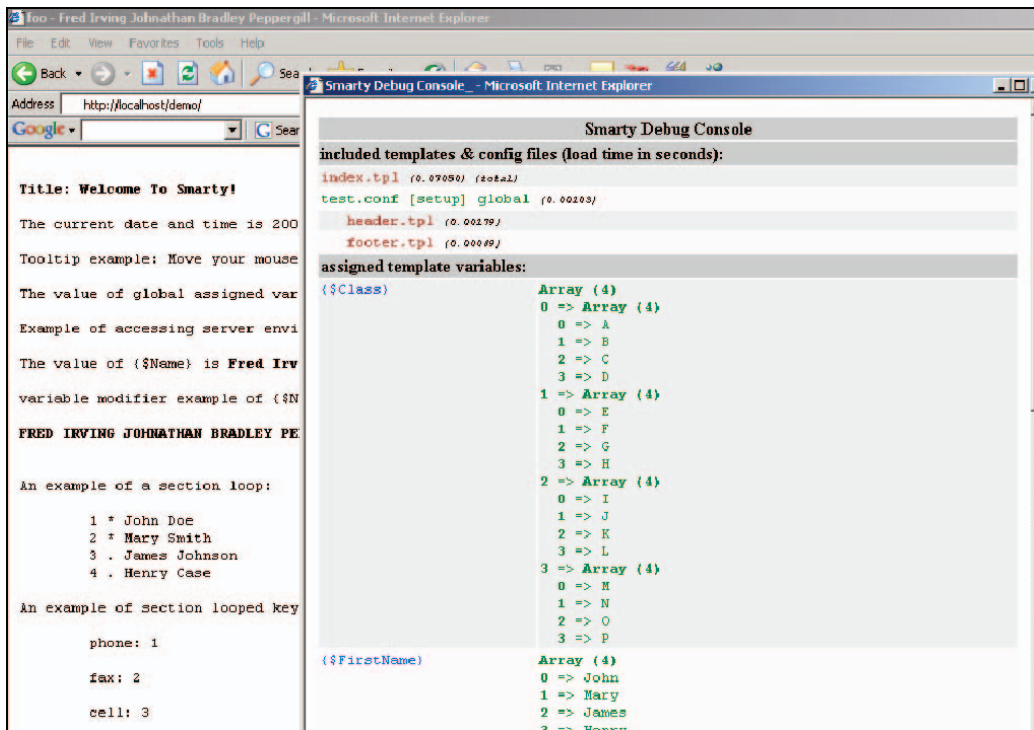 foo - Fred Irving Johnathan Bradley Peppergill - Microsoft Internet Explorer
File Edit View Favorites Tools Help
Back Sea
Address http://localhost/demo/
Google Sear
Title: Welcome To Smarty!
The current date and time is 200
Tooltip example: Move your mouse
The value of global assigned var
Example of accessing server envi
The value of {$Name} is Fred Irv
variable modifier example of {$N
FRED IRVING JOHNATHAN BRADLEY PE
An example of a section loop:
1 * John Doe
2 * Mary Smith
3 . James Johnson
4 . Henry Case
An example of section looped key
phone: 1
fax: 2
cell: 3
Smarty Debug Console_ - Microsoft Internet Explorer
Smarty Debug Console
included templates & config files (load time in seconds):
index.tpl (0.07050) (total)
test.conf [setup] global (0.00203)
header.tpl (0.00179)
footer.tpl
assigned template variables:
{$Class} Array (4)
0 => Array (4)
0 => A
1 => B
2 => C
3 => D
1 => Array (4)
0 => E
1 => F
2 => G
3 => H
2 => Array (4)
0 => I
1 => J
2 => K
3 => L
3 => Array (4)
0 => M
1 => N
2 => O
3 => P
{$FirstName} Array (4)
0 => John
1 => Mary
2 => James
3 => Henry